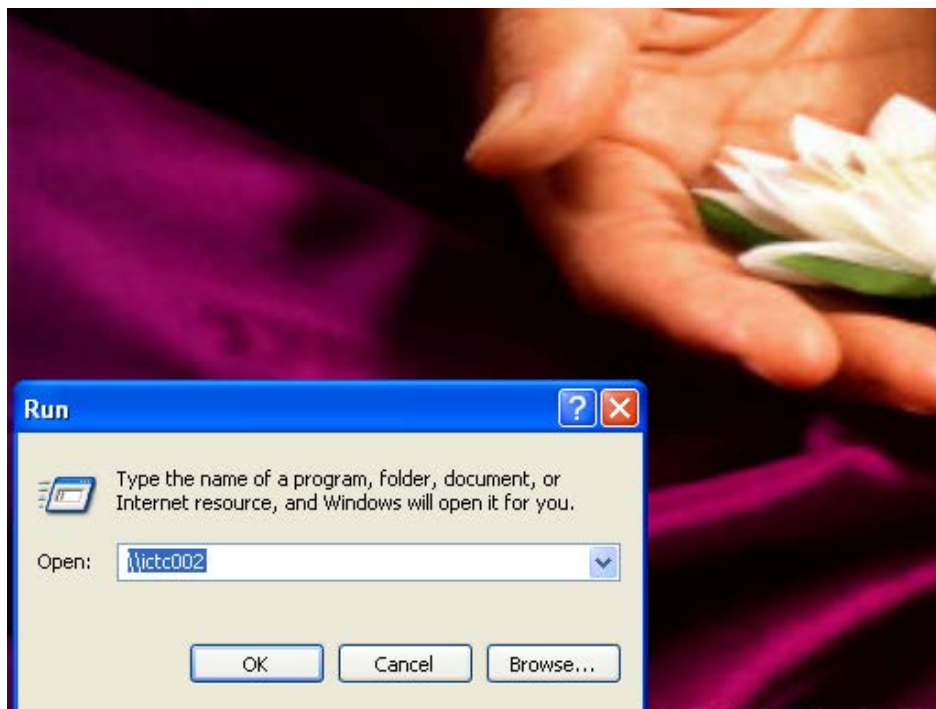 Run
Type the name of a program, folder, document, or
Internet resource, and Windows will open it for you.
Open: \\ictc002
OK Cancel Browse...